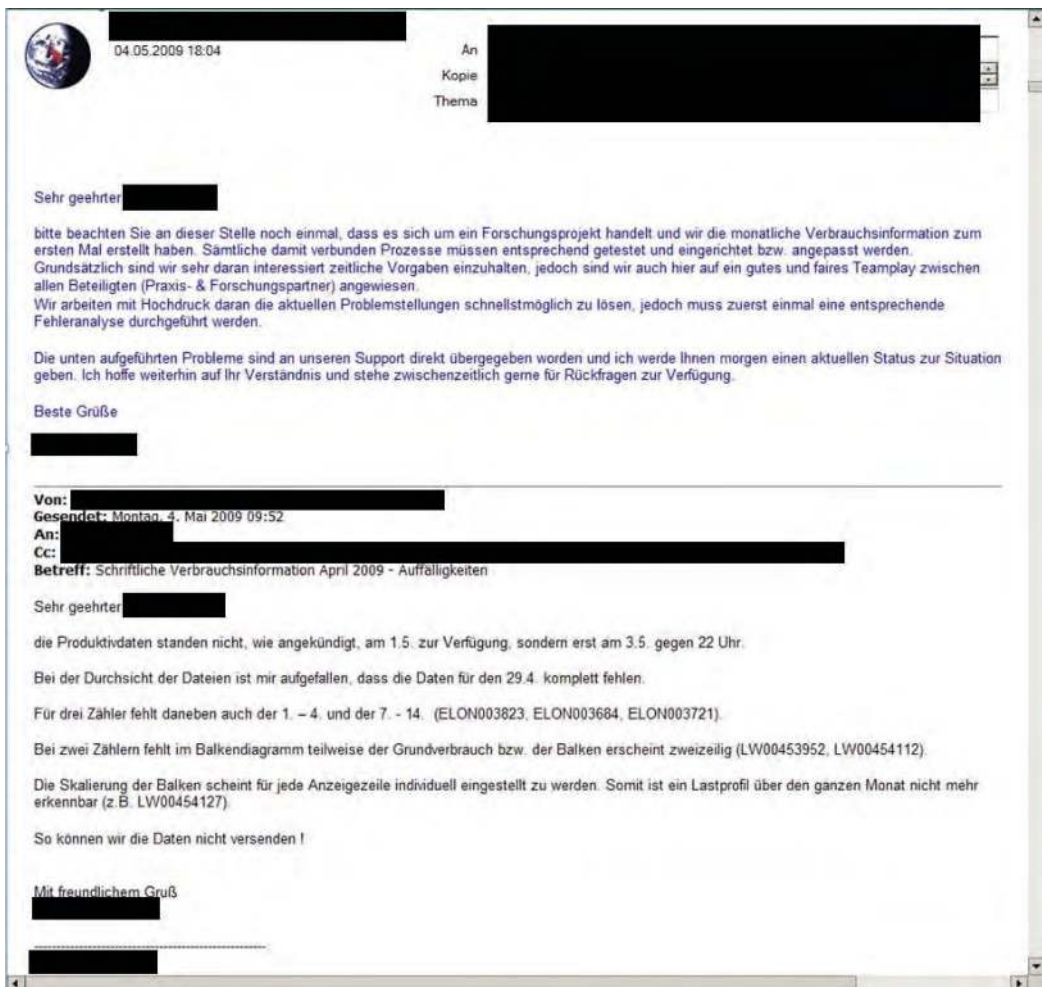 04.05.2009 18:04
An
Kopie
Thema
Sehr geehrter
bitte beachten Sie an dieser Stelle noch einmal, dass es sich um ein Forschungsprojekt handelt und wir die monatliche Verbrauchsinformation zum
ersten Mal erstellt haben. Sämtliche damit verbunden Prozesse müssen entsprechend getestet und eingerichtet bzw. angepasst werden.
Grundsätzlich sind wir sehr daran interessiert zeitliche Vorgaben einzuhalten, jedoch sind wir auch hier auf ein gutes und faires Teamplay zwischen
allen Beteiligten (Praxis- & Forschungspartner) angewiesen.
Wir arbeiten mit Hochdruck daran die aktuellen Problemstellungen schnellstmöglich zu lösen, jedoch muss zuerst einmal eine entsprechende
Fehleranalyse durchgeführt werden.
Die unten aufgeführten Probleme sind an unseren Support direkt übergegeben worden und ich werde Ihnen morgen einen aktuellen Status zur Situation
geben. Ich hoffe weiterhin auf Ihr Verständnis und stehe zwischenzeitlich gerne für Rückfragen zur Verfügung.
Beste Grüße
Von:
Gesendet: Montag, 4. Mai 2009 09:52
An:
Cc:
Betreff: Schriftliche Verbrauchsinformation April 2009 - Auffälligkeiten
Sehr geehrter
die Produktivdaten standen nicht, wie angekündigt, am 1.5. zur Verfügung, sondern erst am 3.5. gegen 22 Uhr.
Bei der Durchsicht der Dateien ist mir aufgefallen, dass die Daten für den 29.4. komplett fehlen.
Für drei Zähler fehlt daneben auch der 1. – 4. und der 7. - 14. (ELON003823, ELON003684, ELON003721).
Bei zwei Zählern fehlt im Balkendiagramm teilweise der Grundverbrauch bzw. der Balken erscheint zweizeilig (LW00453952, LW00454112).
Die Skalierung der Balken scheint für jede Anzeigezeile individuell eingestellt zu werden. Somit ist ein Lastprofil über den ganzen Monat nicht mehr
erkennbar (z.B. LW00454127).
So können wir die Daten nicht versenden !
Mit freundlichem Gruß